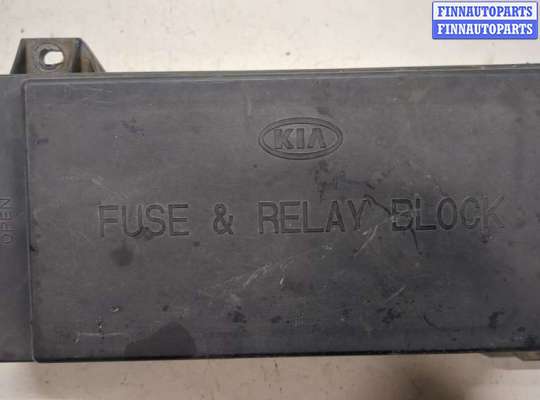 FINNAUTOPARTS
FINNAUTOPARTS
KIA
FUSE & RELAY BLOCK
OPEN